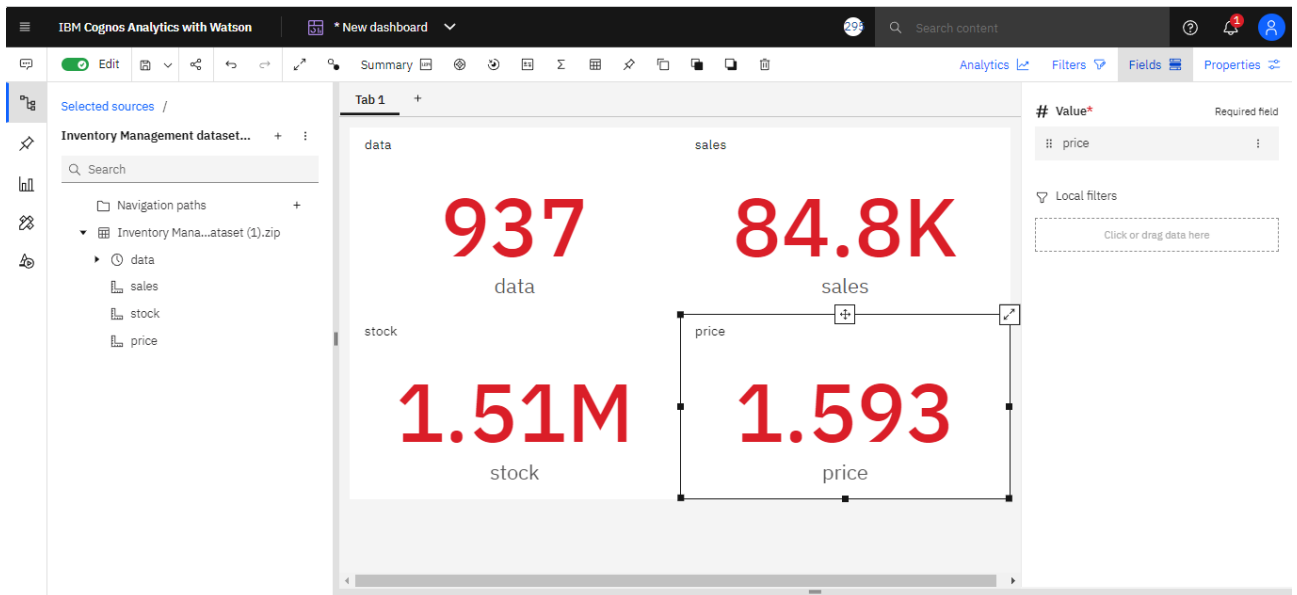 IBM Cognos Analytics with Watson
* New dashboard
295
Search content
1
Edit
Summary
Analytics
Filters
Fields
Properties
Selected sources /
Inventory Management dataset...
Search
Navigation paths
Inventory Mana...ataset (1).zip
data
sales
stock
price
Tab 1
data
937
data
sales
84.8K
sales
stock
1.51M
stock
price
1.593
price
# Value*
Required field
price
Local filters
Click or drag data here